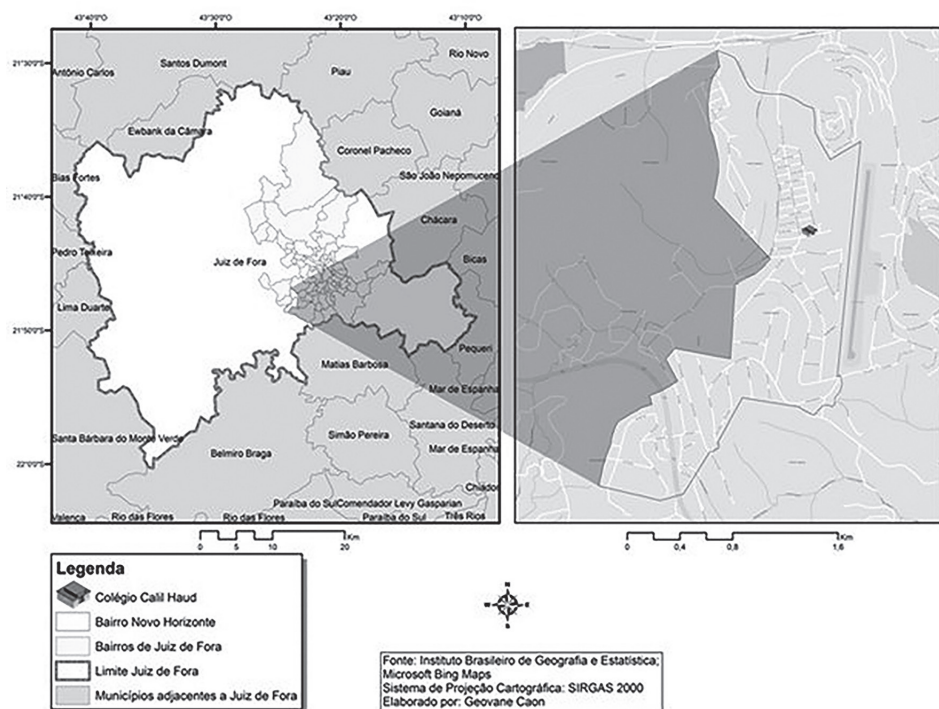 43°40'0"O
43°30'0"O
43°20'0"O
43°10'0"O
21°30'0"S
21°40'0"S
21°50'0"S
22°0'0"S
Rio Novo
Santos Dumont
Antônio Carlos
Piau
Goianá
Ewbank da Câmara
Coronel Pacheco
São João Nepomuceno
Bias Fortes
Chácara
Pedro Teixeira
Juiz de Fora
Bicas
Lima Duarte
Pequeri
Matias Barbosa
Mar de Espanha
Santana do Deserto
Simão Pereira
Santa Bárbara do Monte Verde
Mar de Espanha
Belmiro Braga
Chiador
Paraíba do Sul
Comendador Levy Gasparian
Valença
Rio das Flores
Rio das Flores
Paraíba do Sul
Três Rios
0 5 10 20 Km
0 0,4 0,8 1,6 Km
Legenda
Colégio Calil Haud
Bairro Novo Horizonte
Bairros de Juiz de Fora
Limite Juiz de Fora
Municípios adjacentes a Juiz de Fora
N
W E
S
Fonte: Instituto Brasileiro de Geografia e Estatística;
Microsoft Bing Maps
Sistema de Projeção Cartográfica: SIRGAS 2000
Elaborado por: Geovane Caon